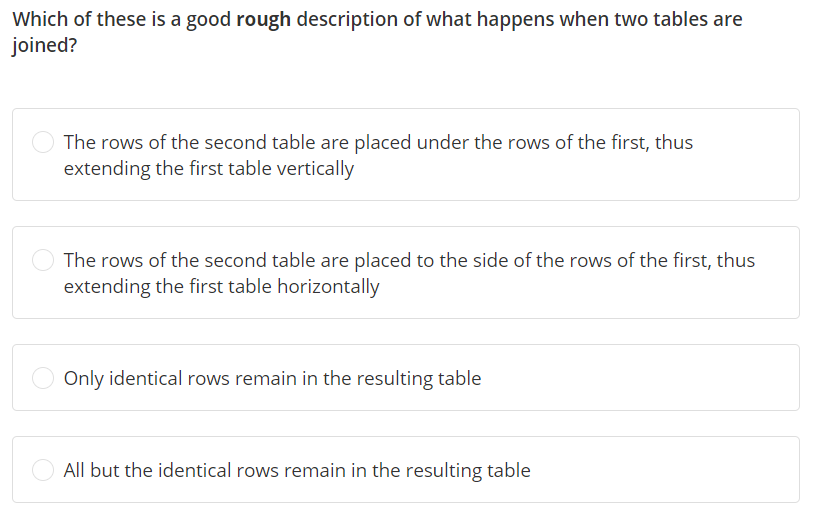 Which of these is a good rough description of what happens when two tables are
joined?
The rows of the second table are placed under the rows of the first, thus
extending the first table vertically
The rows of the second table are placed to the side of the rows of the first, thus
extending the first table horizontally
Only identical rows remain in the resulting table
All but the identical rows remain in the resulting table